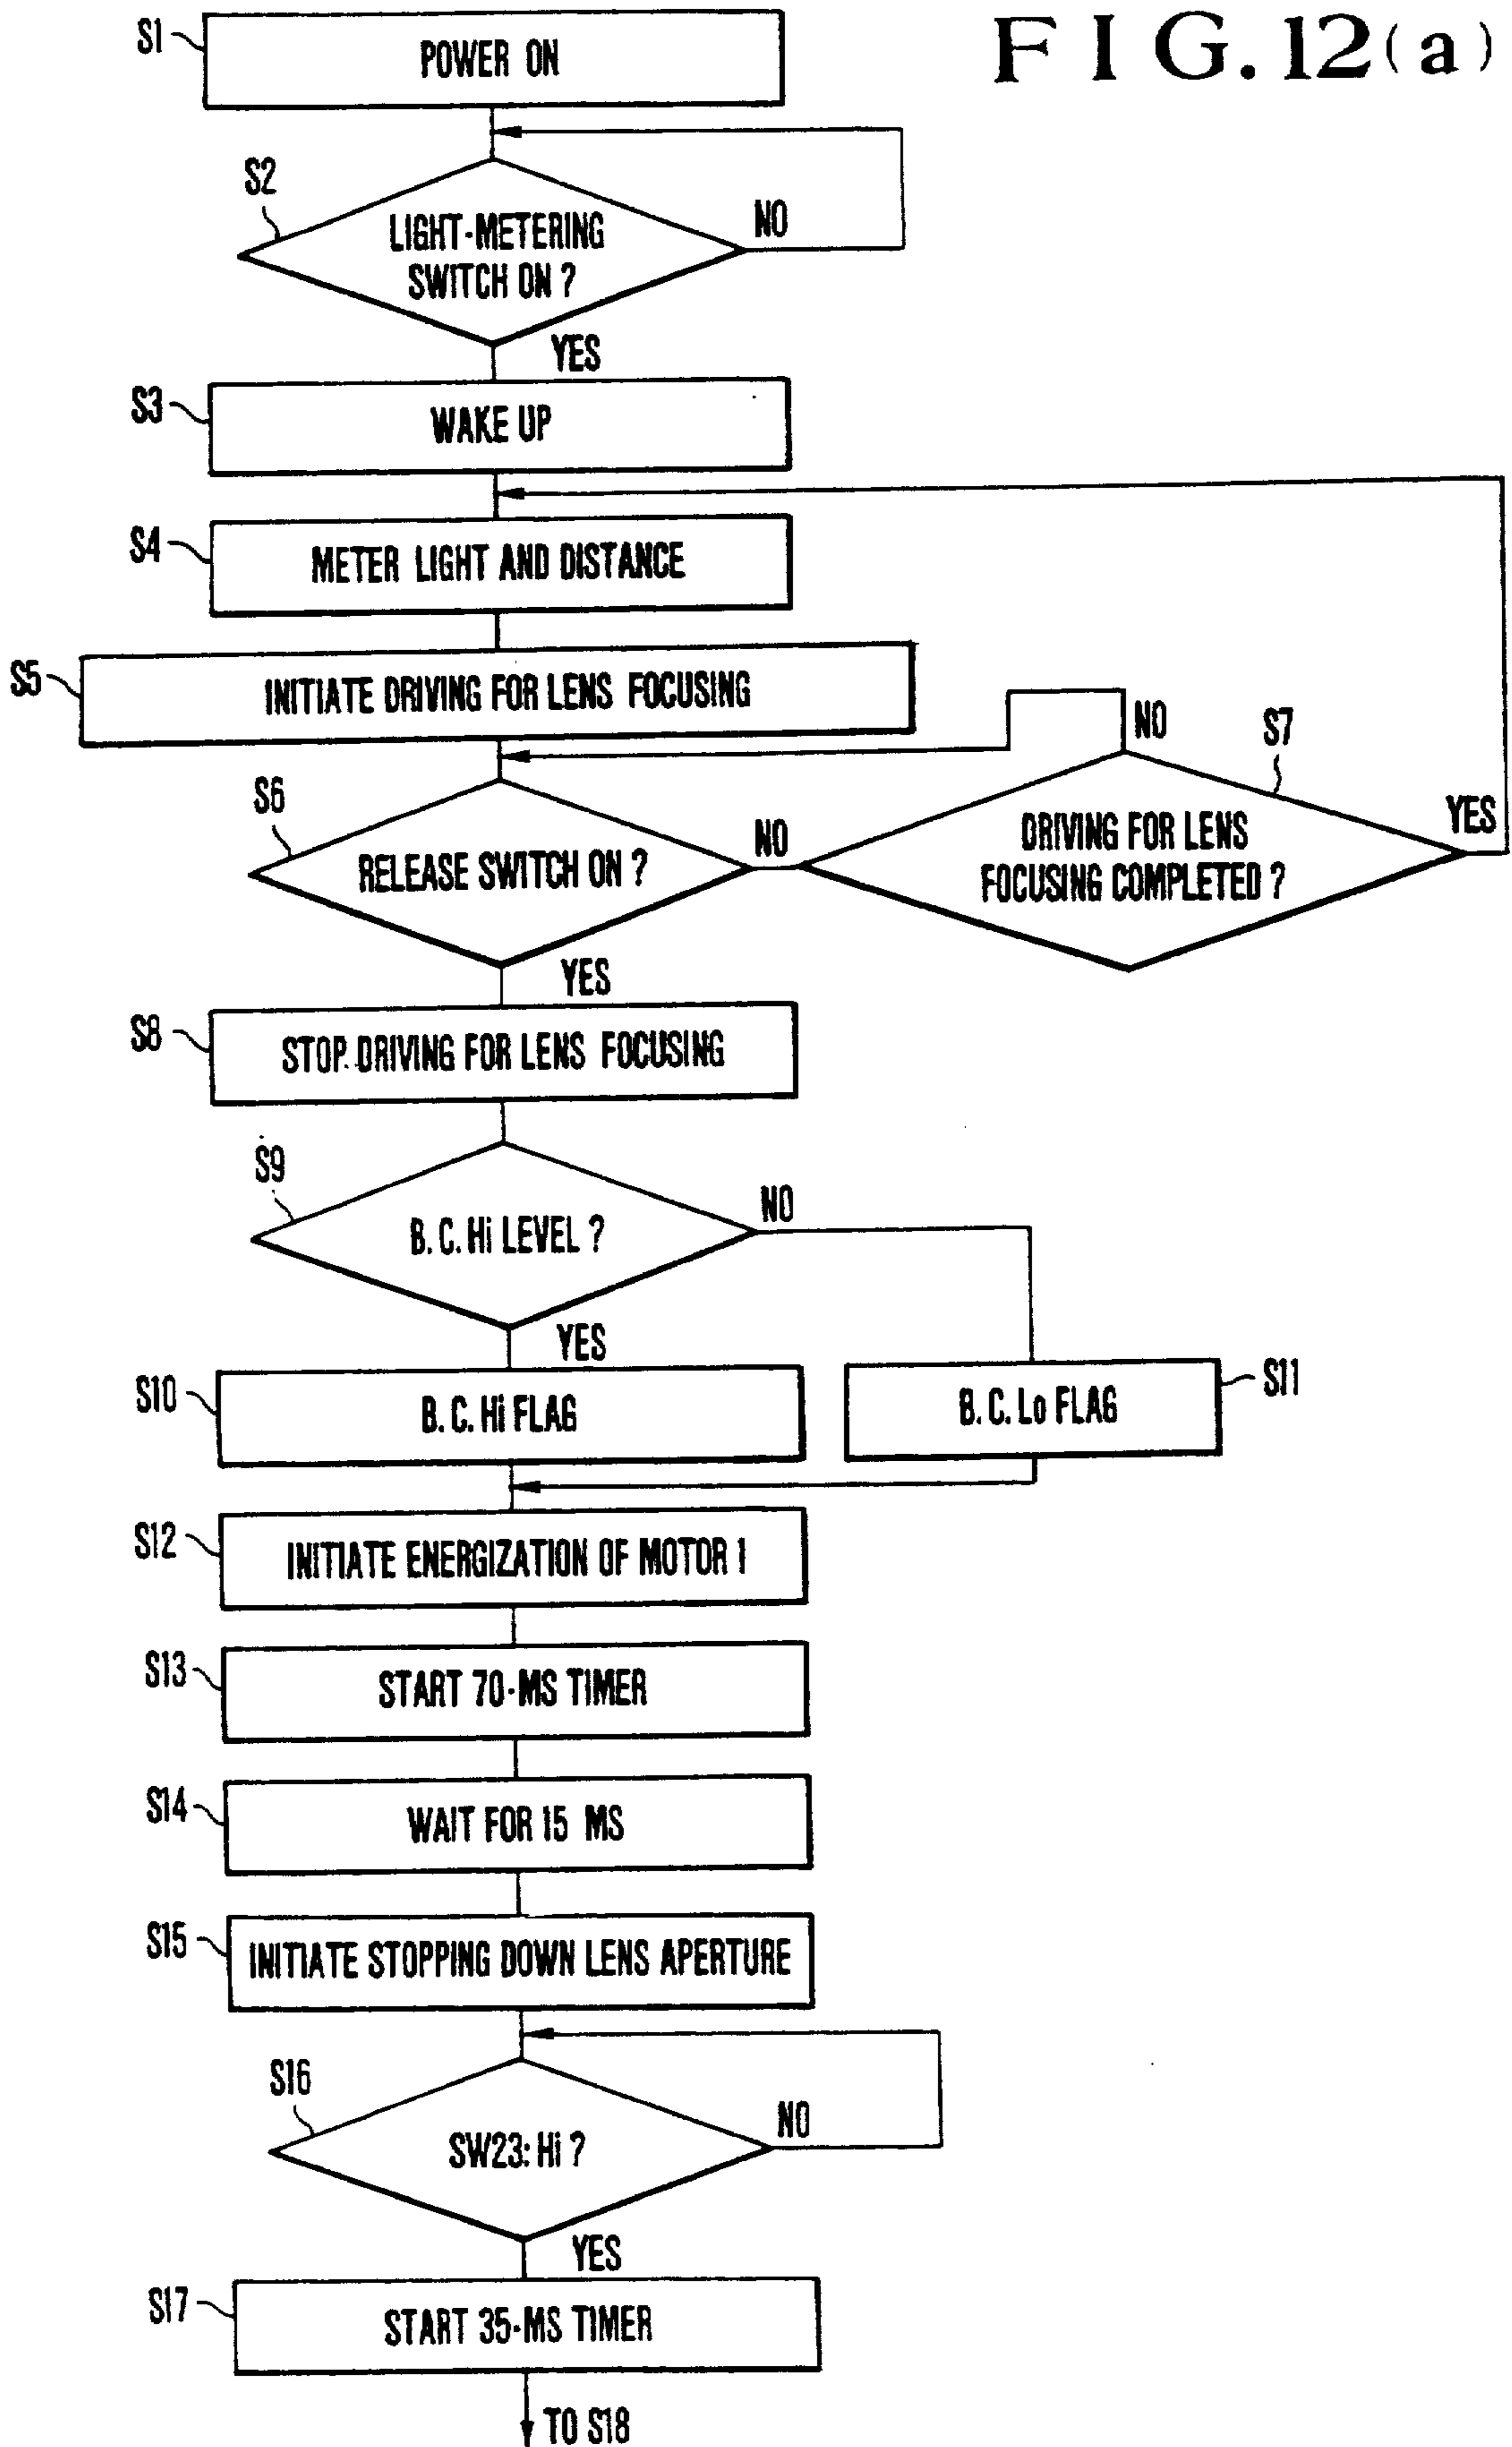 FIG. 12(a)
S1
POWER ON
S2
LIGHT-METERING
SWITCH ON ?
NO
YES
S3
WAKE UP
S4
METER LIGHT AND DISTANCE
S5
INITIATE DRIVING FOR LENS FOCUSING
S6
RELEASE SWITCH ON ?
NO
S7
DRIVING FOR LENS
FOCUSING COMPLETED ?
NO
YES
YES
S8
STOP DRIVING FOR LENS FOCUSING
S9
B. C. Hi LEVEL ?
NO
YES
S10
B. C. Hi FLAG
S11
B. C. Lo FLAG
S12
INITIATE ENERGIZATION OF MOTOR 1
S13
START 70-MS TIMER
S14
WAIT FOR 15 MS
S15
INITIATE STOPPING DOWN LENS APERTURE
S16
SW23: Hi ?
NO
YES
S17
START 35-MS TIMER
TO S18